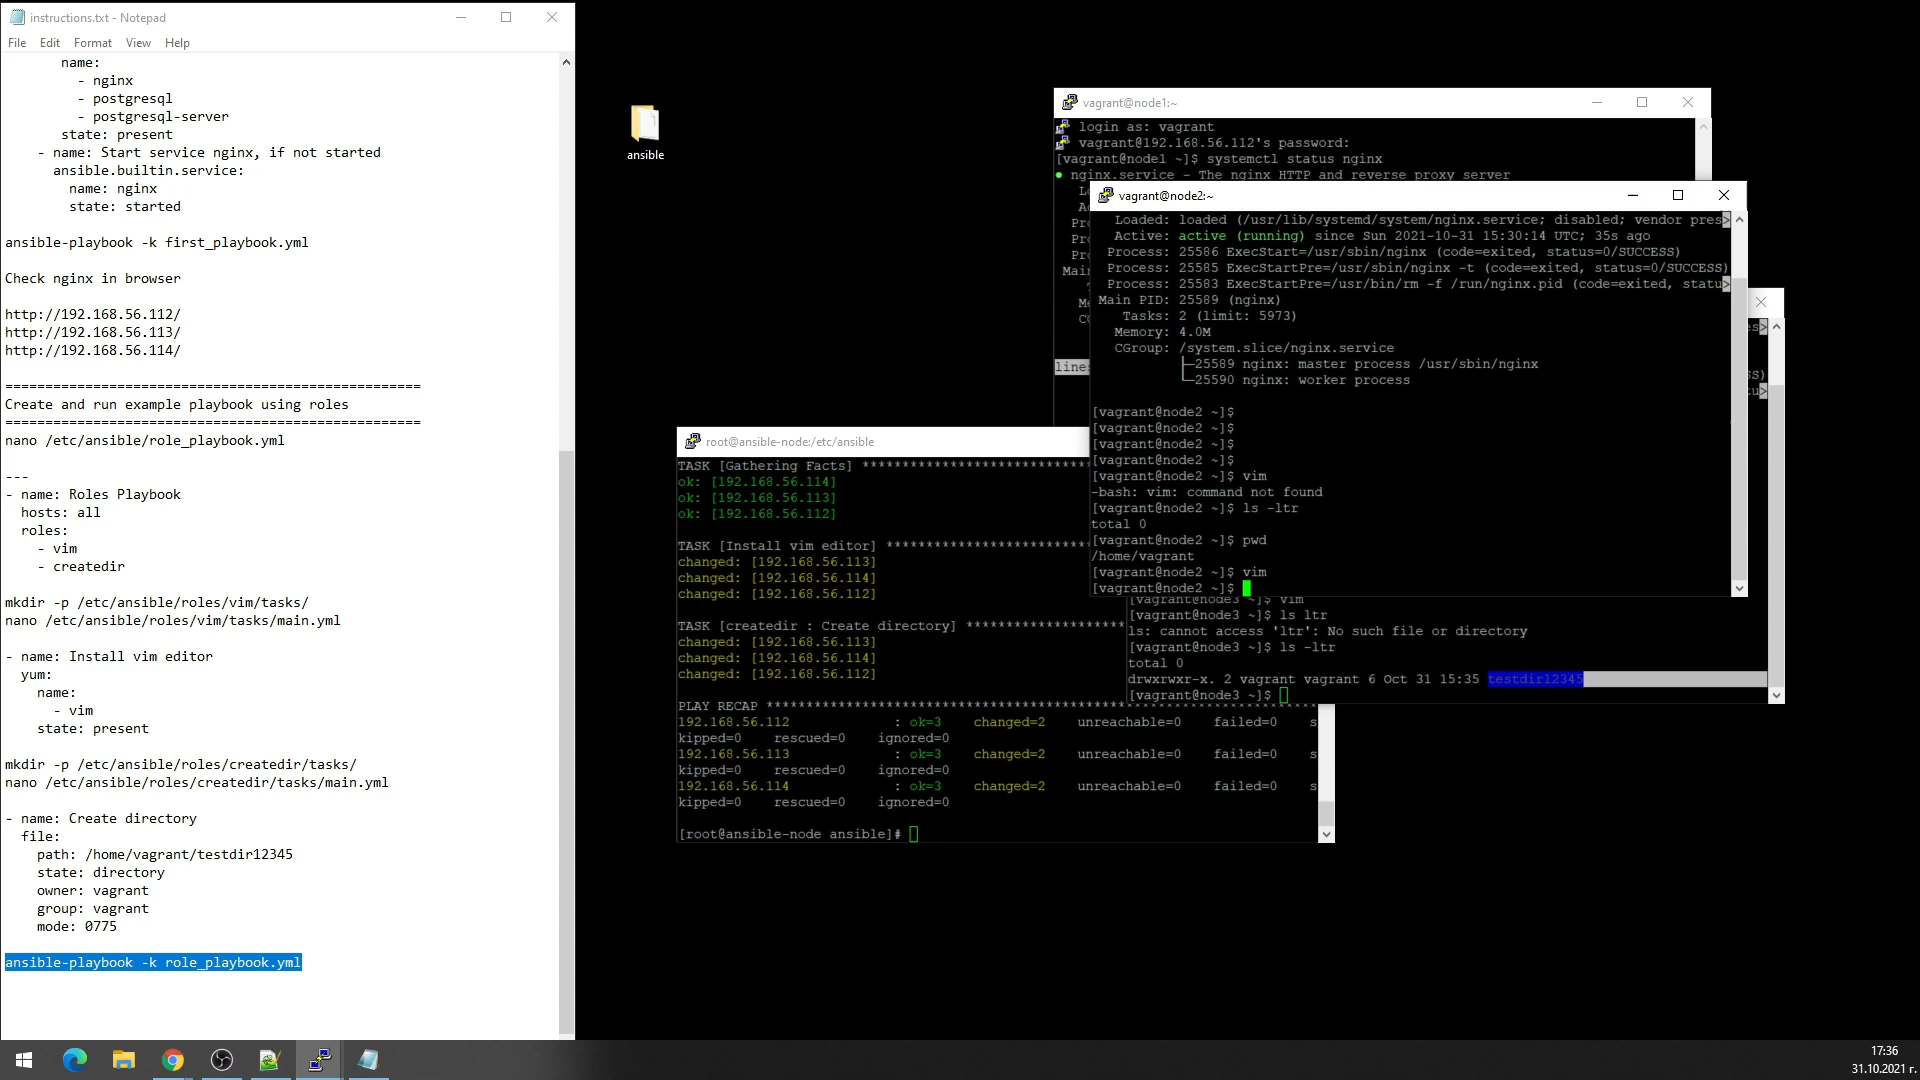 instructions.txt - Notepad
File Edit Format View Help
name:
- nginx
- postgresql
- postgresql-server
state: present
- name: Start service nginx, if not started
ansible.builtin.service:
name: nginx
state: started
ansible-playbook -k first_playbook.yml
Check nginx in browser
http://192.168.56.112/
http://192.168.56.113/
http://192.168.56.114/
====================================================
Create and run example playbook using roles
====================================================
nano /etc/ansible/role_playbook.yml
---
- name: Roles Playbook
hosts: all
roles:
- vim
- createdir
mkdir -p /etc/ansible/roles/vim/tasks/
nano /etc/ansible/roles/vim/tasks/main.yml
- name: Install vim editor
yum:
name:
- vim
state: present
mkdir -p /etc/ansible/roles/createdir/tasks/
nano /etc/ansible/roles/createdir/tasks/main.yml
- name: Create directory
file:
path: /home/vagrant/testdir12345
state: directory
owner: vagrant
group: vagrant
mode: 0775
ansible-playbook -k role_playbook.yml
ansible
vagrant@node1:~
login as: vagrant
vagrant@192.168.56.112's password:
[vagrant@node1 ~]$ systemctl status nginx
● nginx.service - The nginx HTTP and reverse proxy server
vagrant@node2:~
Loaded: loaded (/usr/lib/systemd/system/nginx.service; disabled; vendor pres>
Active: active (running) since Sun 2021-10-31 15:30:14 UTC; 35s ago
Process: 25586 ExecStart=/usr/sbin/nginx (code=exited, status=0/SUCCESS)
Process: 25585 ExecStartPre=/usr/sbin/nginx -t (code=exited, status=0/SUCCESS)
Process: 25583 ExecStartPre=/usr/bin/rm -f /run/nginx.pid (code=exited, statu>
Main PID: 25589 (nginx)
Tasks: 2 (limit: 5973)
Memory: 4.0M
CGroup: /system.slice/nginx.service
├─25589 nginx: master process /usr/sbin/nginx
└─25590 nginx: worker process
[vagrant@node2 ~]$
[vagrant@node2 ~]$
[vagrant@node2 ~]$
[vagrant@node2 ~]$
[vagrant@node2 ~]$ vim
-bash: vim: command not found
[vagrant@node2 ~]$ ls -ltr
total 0
[vagrant@node2 ~]$ pwd
/home/vagrant
[vagrant@node2 ~]$ vim
[vagrant@node2 ~]$
[vagrant@node3 ~]$ vim
[vagrant@node3 ~]$ ls ltr
ls: cannot access 'ltr': No such file or directory
[vagrant@node3 ~]$ ls -ltr
total 0
drwxrwxr-x. 2 vagrant vagrant 6 Oct 31 15:35 testdir12345
[vagrant@node3 ~]$
root@ansible-node:/etc/ansible
TASK [Gathering Facts] *****************************
ok: [192.168.56.114]
ok: [192.168.56.113]
ok: [192.168.56.112]
TASK [Install vim editor] **************************
changed: [192.168.56.113]
changed: [192.168.56.114]
changed: [192.168.56.112]
TASK [createdir : Create directory] ********************
changed: [192.168.56.113]
changed: [192.168.56.114]
changed: [192.168.56.112]
PLAY RECAP *********************************************************************
192.168.56.112 : ok=3 changed=2 unreachable=0 failed=0 s
kipped=0 rescued=0 ignored=0
192.168.56.113 : ok=3 changed=2 unreachable=0 failed=0 s
kipped=0 rescued=0 ignored=0
192.168.56.114 : ok=3 changed=2 unreachable=0 failed=0 s
kipped=0 rescued=0 ignored=0
[root@ansible-node ansible]#
17:36
31.10.2021 г.